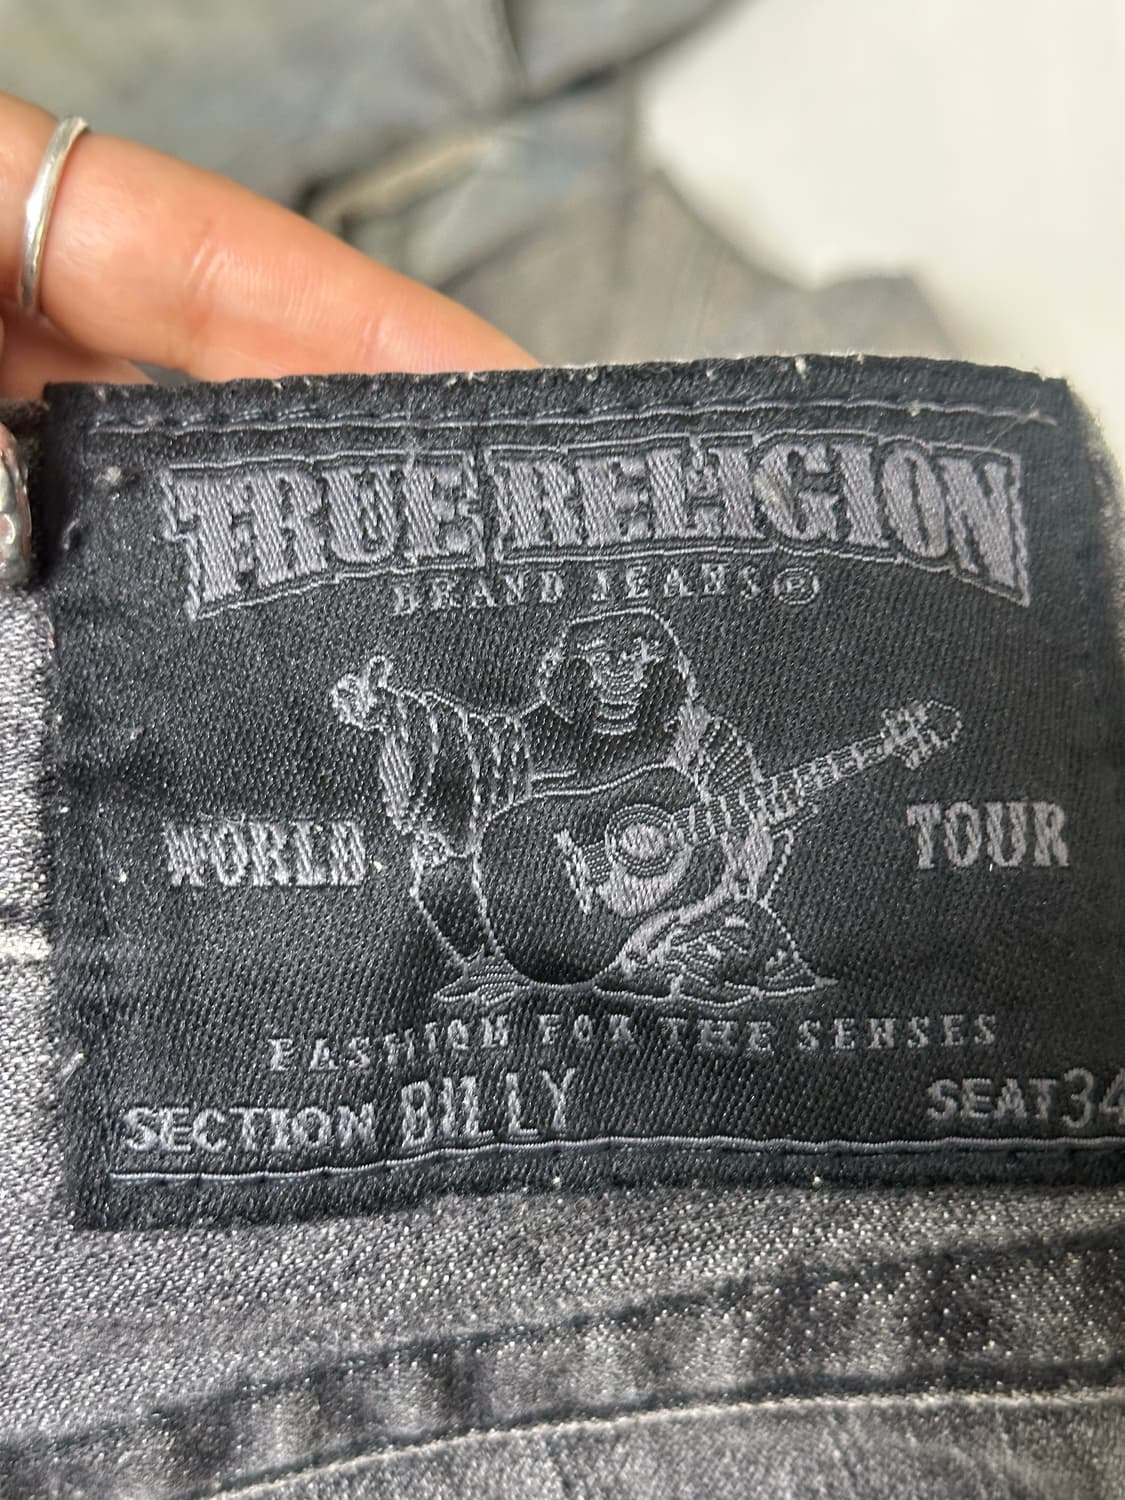 TRUE RELIGION
BRAND JEANS®
WORLD TOUR
FASHION FOR THE SENSES
SECTION BILLY SEAT 34